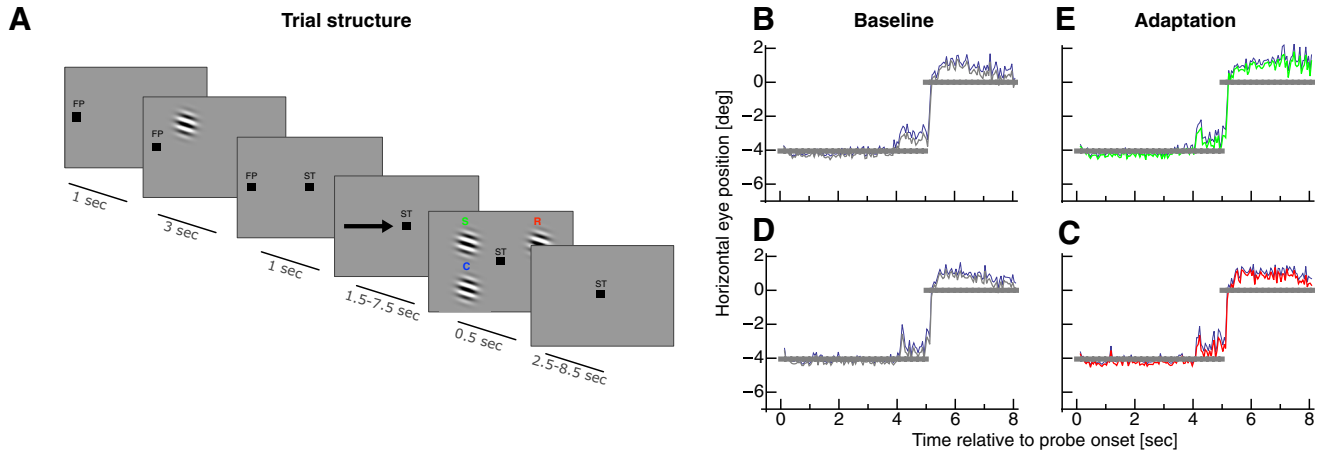 A
Trial structure
FP
FP
FP
ST
ST
S
R
ST
C
ST
1 sec
3 sec
1 sec
1.5-7.5 sec
0.5 sec
2.5-8.5 sec
B
Baseline
E
Adaptation
2
0
−4
−6
D
C
2
0
−4
−6
0
2
4
6
8
0
2
4
6
8
Horizontal eye position [deg]
Time relative to probe onset [sec]